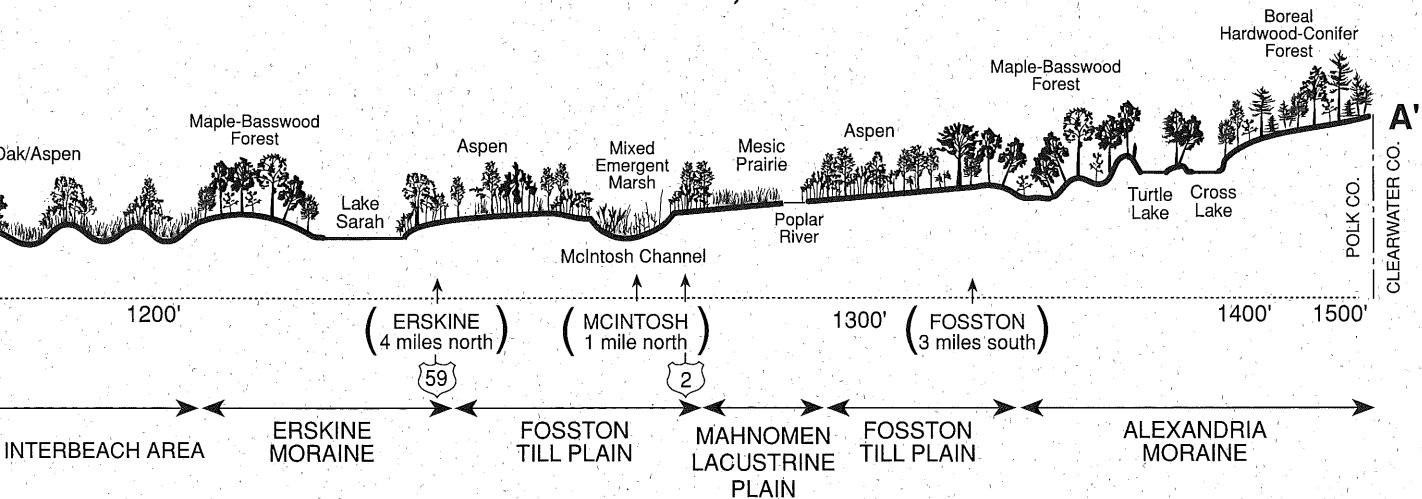 Boreal
Hardwood-Conifer
Forest
Maple-Basswood
Forest
A'
Maple-Basswood
Forest
Aspen
Oak/Aspen
Aspen
Mixed
Emergent
Marsh
Mesic
Prairie
Lake
Sarah
Turtle
Lake
Cross
Lake
Poplar
River
McIntosh Channel
POLK CO.
CLEARWATER CO.
1200'
1300'
1400'
1500'
(ERSKINE
4 miles north)
(MCINTOSH
1 mile north)
(FOSSTON
3 miles south)
59
2
INTERBEACH AREA
ERSKINE
MORAINE
FOSSTON
TILL PLAIN
MAHNOMEN
LACUSTRINE
PLAIN
FOSSTON
TILL PLAIN
ALEXANDRIA
MORAINE